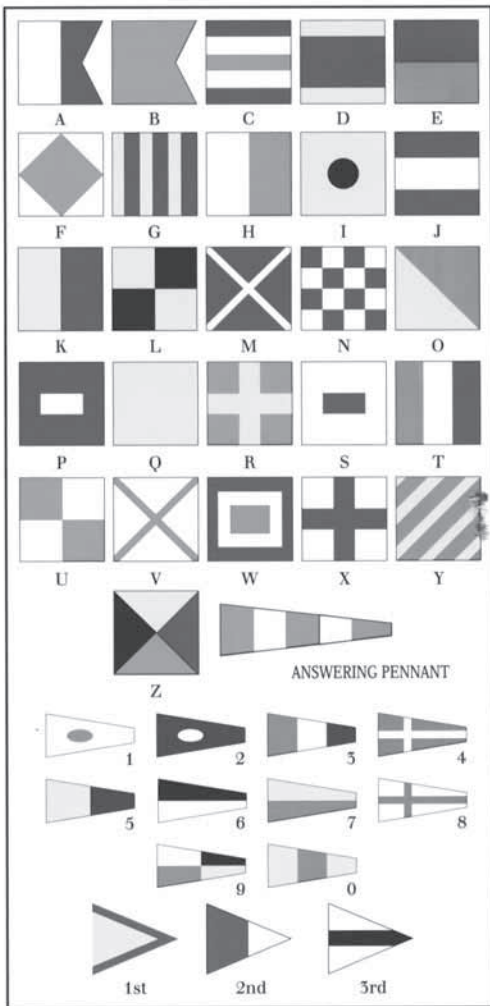 A B C D E
F G H I J
K L M N O
P Q R S T
U V W X Y
Z
ANSWERING PENNANT
1 2 3 4
5 6 7 8
9 0
1st 2nd 3rd